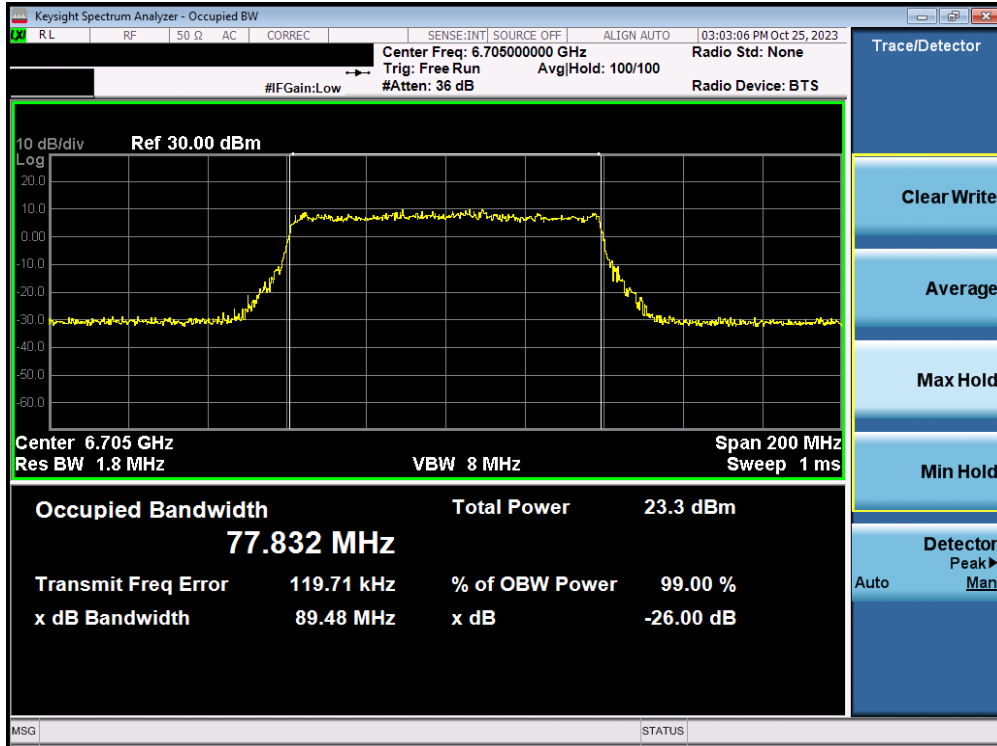 Keysight Spectrum Analyzer - Occupied BW
LXI RL RF 50 Ω AC CORREC SENSE:INT SOURCE OFF ALIGN AUTO 03:03:06 PM Oct 25, 2023
Center Freq: 6.705000000 GHz Radio Std: None
Trig: Free Run Avg|Hold: 100/100
#IFGain:Low #Atten: 36 dB Radio Device: BTS
10 dB/div Ref 30.00 dBm
Log
20.0
10.0
0.00
-10.0
-20.0
-30.0
-40.0
-50.0
-60.0
Center 6.705 GHz Span 200 MHz
Res BW 1.8 MHz VBW 8 MHz Sweep 1 ms
Occupied Bandwidth Total Power 23.3 dBm
77.832 MHz
Transmit Freq Error 119.71 kHz % of OBW Power 99.00 %
x dB Bandwidth 89.48 MHz x dB -26.00 dB
MSG STATUS
Trace/Detector
Clear Write
Average
Max Hold
Min Hold
Detector
Peak▶
Auto Man